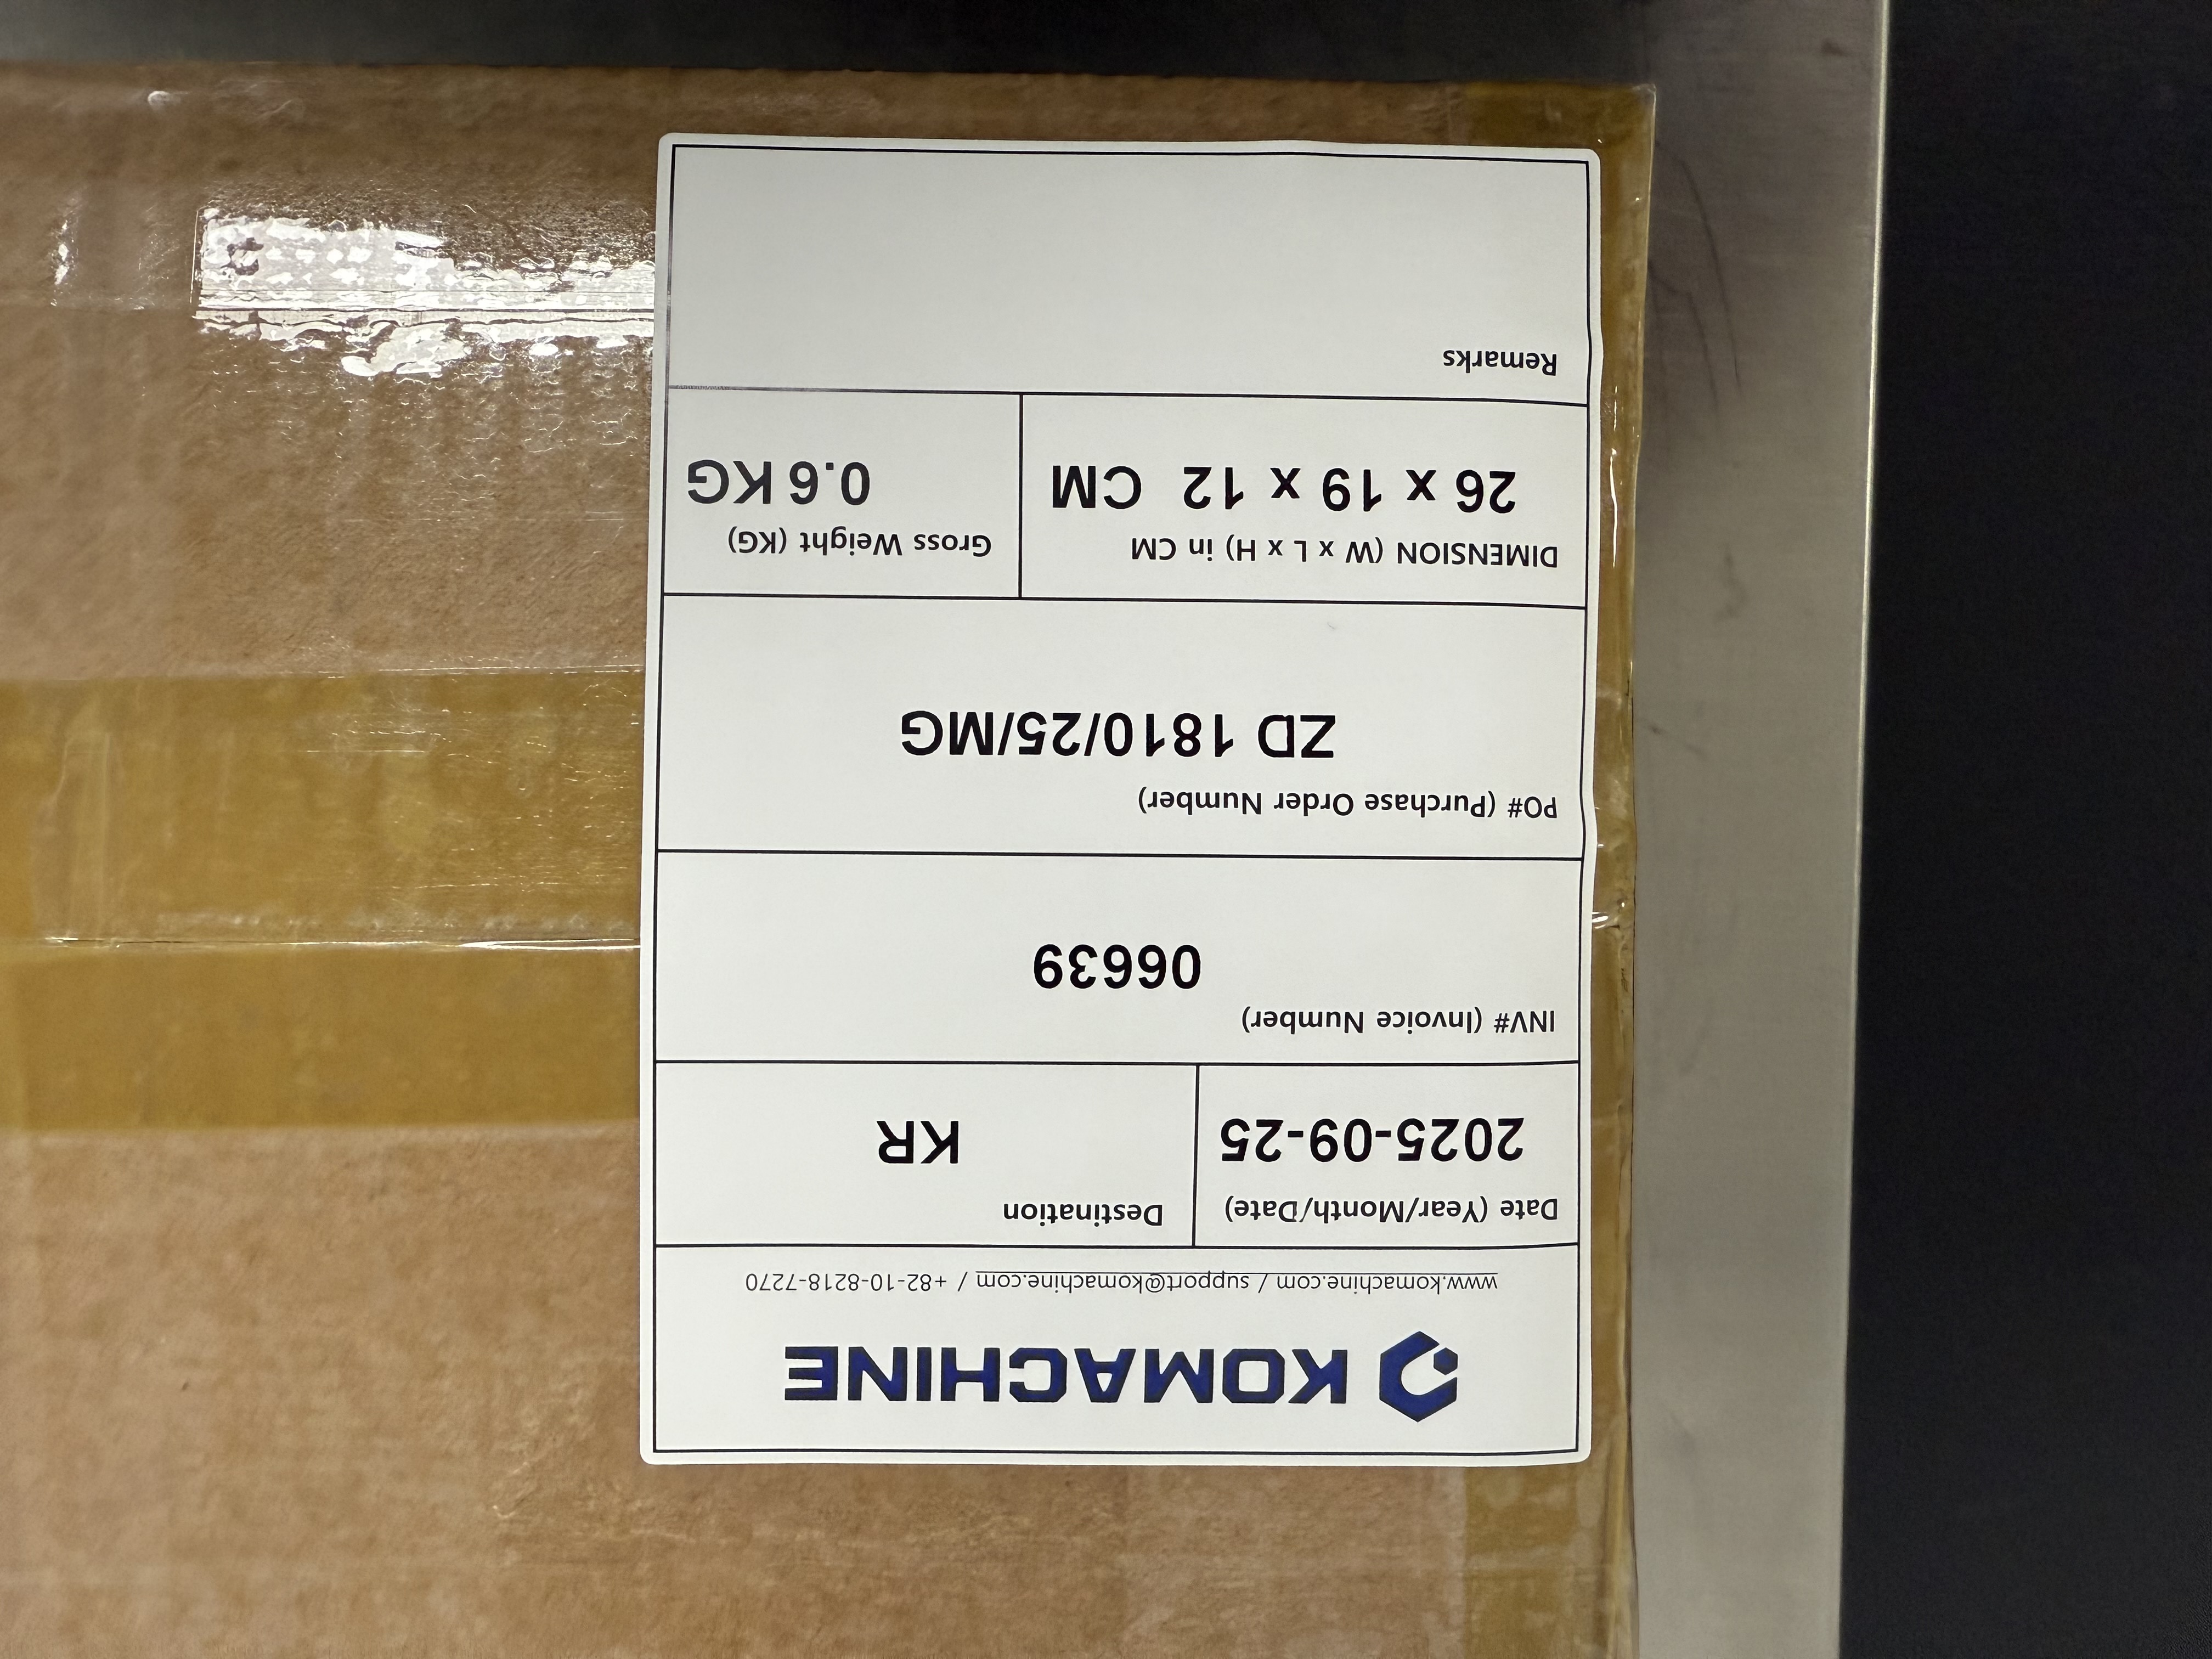 KOMACHINE
www.komachine.com / support@komachine.com / +82-10-8218-7270
Date (Year/Month/Date)
2025-09-25
Destination
KR
INV# (Invoice Number)
06639
PO# (Purchase Order Number)
ZD 1810/25/MG
DIMENSION (W x L x H) in CM
26 x 19 x 12 CM
Gross Weight (KG)
0.6 KG
Remarks